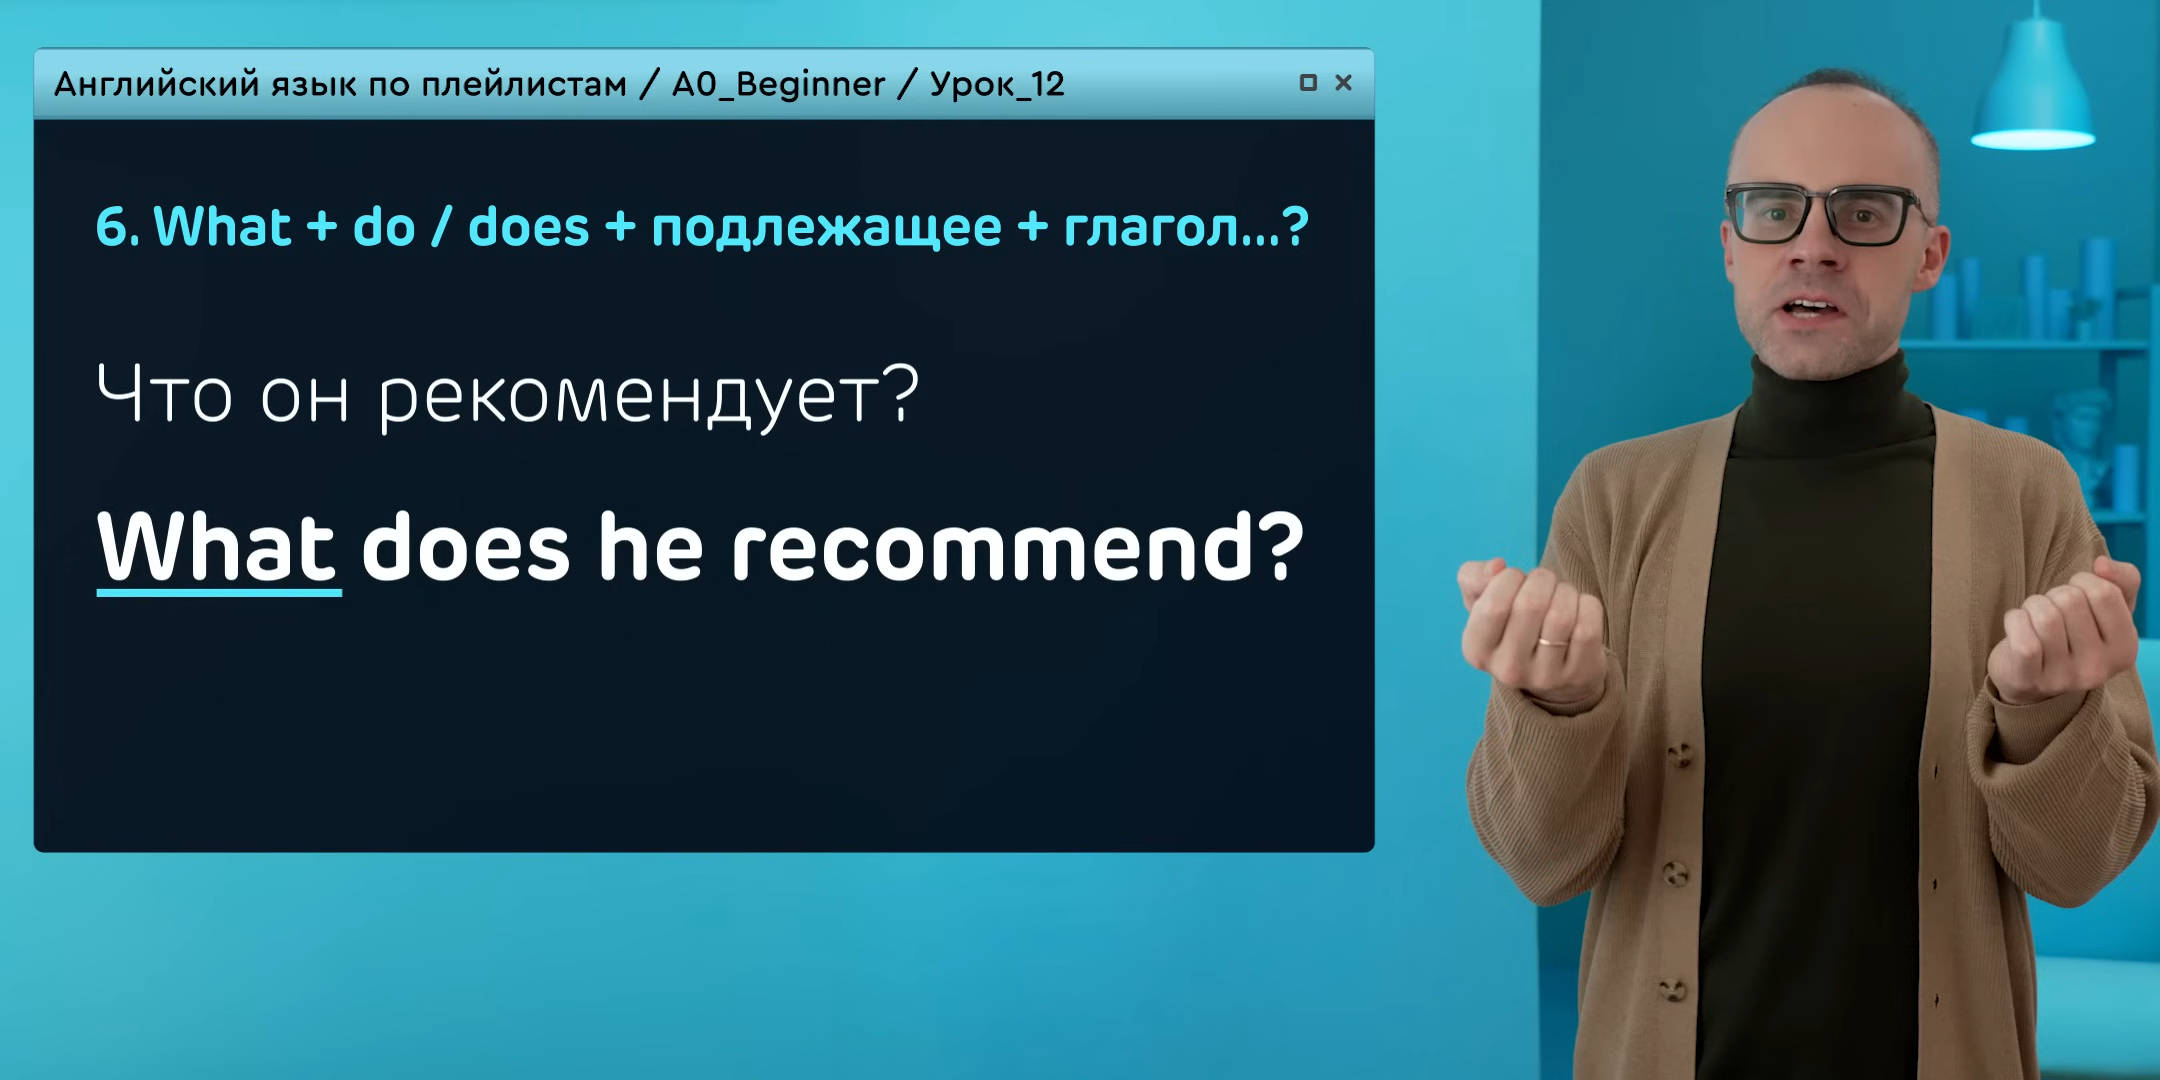 Английский язык по плейлистам / A0_Beginner / Урок_12
6. What + do / does + подлежащее + глагол...?
Что он рекомендует?
What does he recommend?